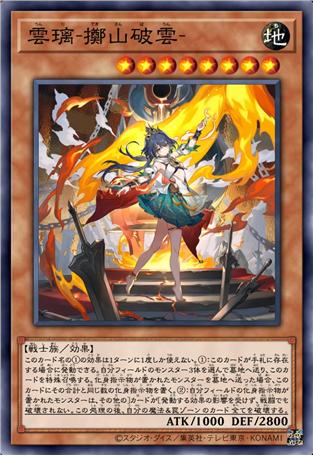 雲璃-擲山破雲-
地
【戦士族／効果】
このカード名の①の効果は1ターンに1度しか使えない。①:このカードが手札に存在
する場合に発動できる。自分フィールドのモンスター3体を選んで墓地へ送り、このカ
ードを特殊召喚する。化身指示物が置かれたモンスターを墓地へ送った場合、このカー
ドにその合計と同じ数の化身指示物を置く。②:自分フィールドの化身指示物が置か
れたモンスターは、その他のカードが発動する効果の影響を受けず、戦闘でも
破壊されない。この処理の後、自分の魔法＆罠ゾーンのカード全てを破壊する。
ATK/1000 DEF/2800
©スタジオ・ダイス／集英社・テレビ東京・KONAMI